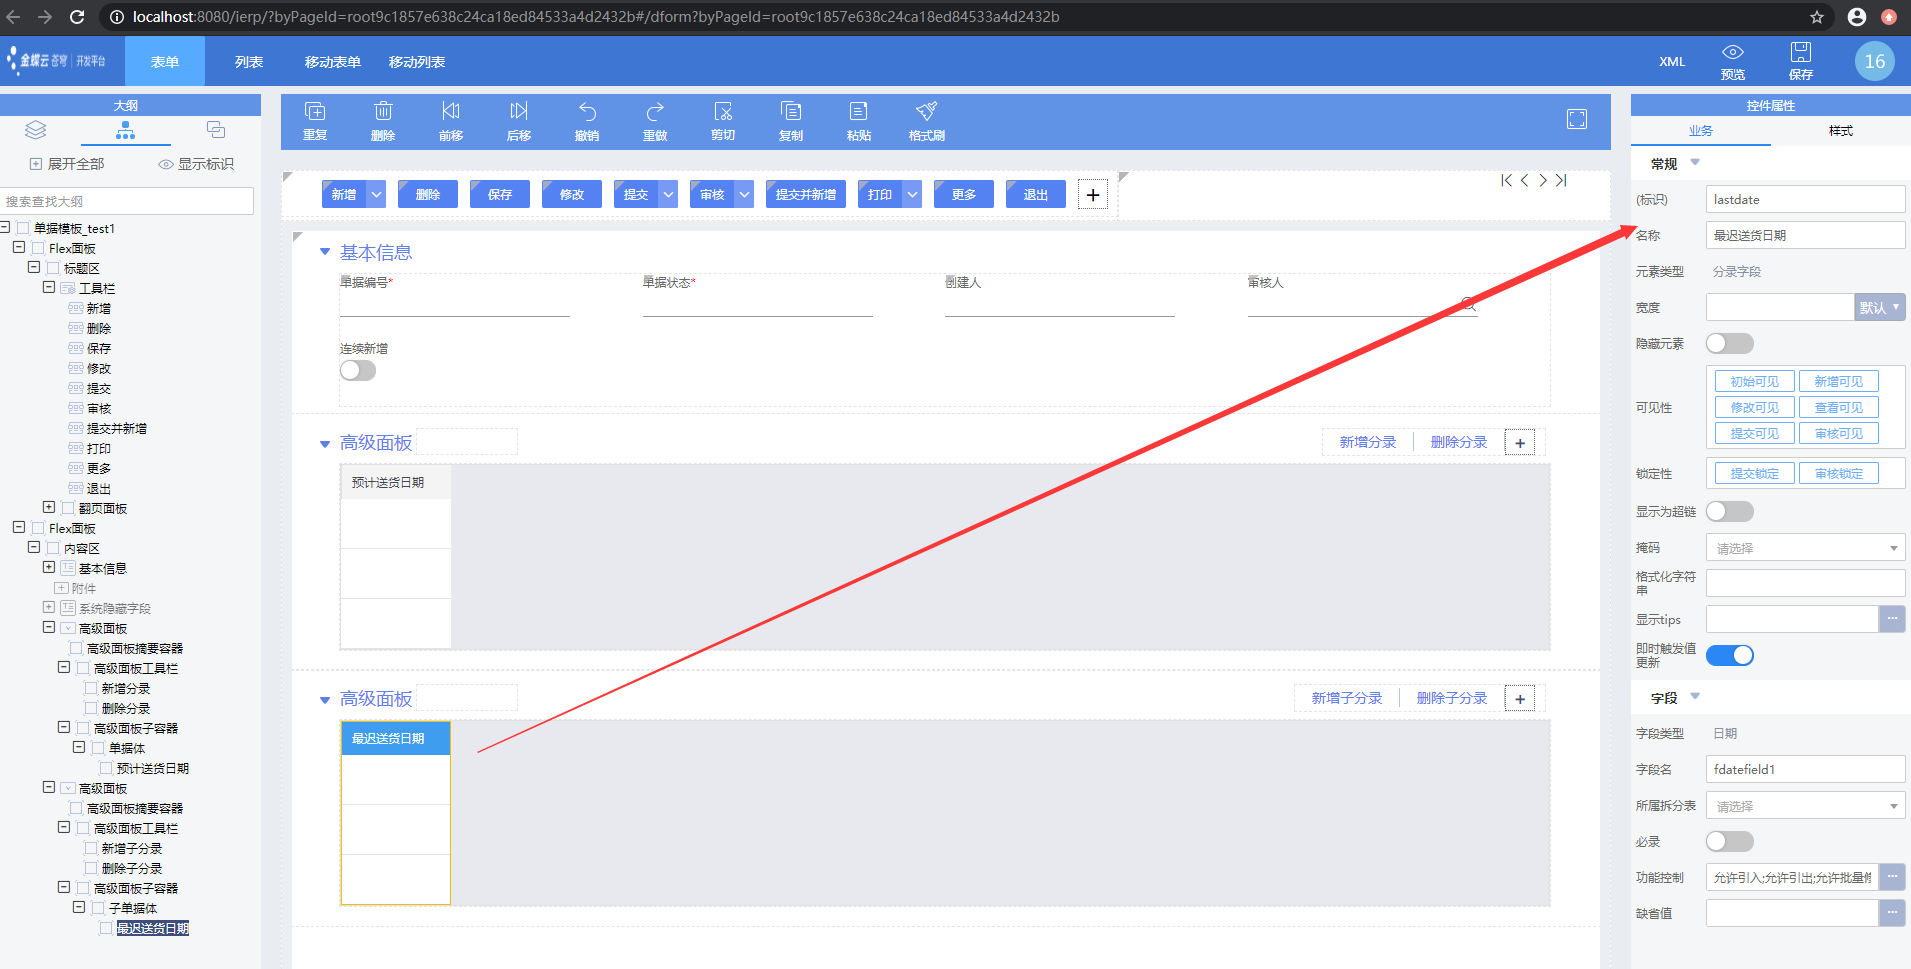 localhost:8080/ierp/?byPageId=root9c1857e638c24ca18ed84533a4d2432b#/dform?byPageId=root9c1857e638c24ca18ed84533a4d2432b
金蝶云 苍穹 | 开发平台
表单 列表 移动表单 移动列表
XML 预览 保存 16
大纲
展开全部 显示标识
搜索查找大纲
单据模板_test1
Flex面板
标题区
工具栏
新增
删除
保存
修改
提交
审核
提交并新增
打印
更多
退出
翻页面板
Flex面板
内容区
基本信息
附件
系统隐藏字段
高级面板
高级面板摘要容器
高级面板工具栏
新增分录
删除分录
高级面板子容器
单据体
预计送货日期
高级面板
高级面板摘要容器
高级面板工具栏
新增子分录
删除子分录
高级面板子容器
子单据体
最迟送货日期
重复 删除 前移 后移 撤销 重做 剪切 复制 粘贴 格式刷
新增 删除 保存 修改 提交 审核 提交并新增 打印 更多 退出 +
基本信息
单据编号* 单据状态* 创建人 审核人
连续新增
高级面板 新增分录 删除分录 +
预计送货日期
高级面板 新增子分录 删除子分录 +
最迟送货日期
控件属性
业务 样式
常规
(标识) lastdate
名称 最迟送货日期
元素类型 分录字段
宽度 默认
隐藏元素
可见性 初始可见 新增可见
修改可见 查看可见
提交可见 审核可见
锁定性 提交锁定 审核锁定
显示为超链
掩码 请选择
格式化字符
串
显示tips ...
即时触发值
更新
字段
字段类型 日期
字段名 fdatefield1
所属拆分表 请选择
必录
功能控制 允许引入;允许引出;允许批量修 ...
缺省值 ...